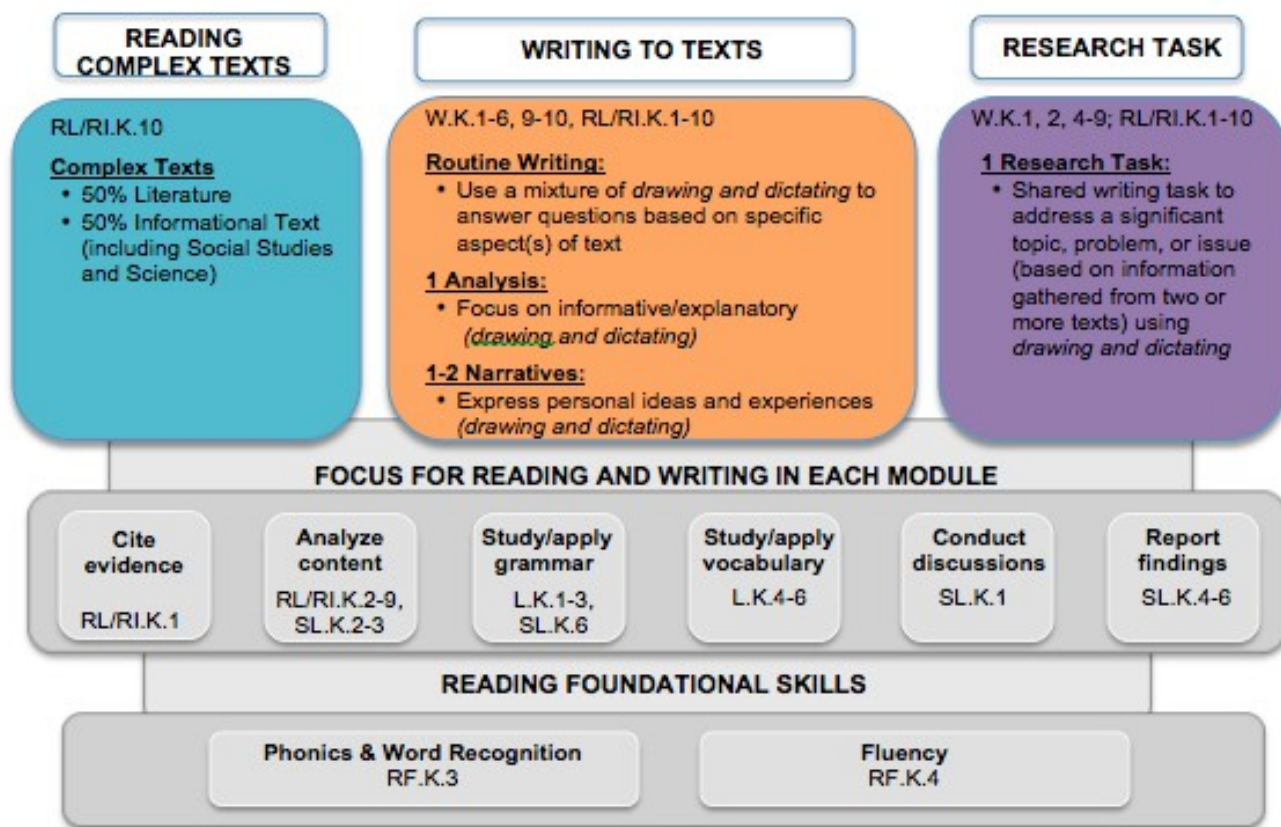 READING
COMPLEX TEXTS
RL/RI.K.10
Complex Texts
• 50% Literature
• 50% Informational Text
(including Social Studies
and Science)
WRITING TO TEXTS
W.K.1-6, 9-10, RL/RI.K.1-10
Routine Writing:
• Use a mixture of drawing and dictating to
answer questions based on specific
aspect(s) of text
1 Analysis:
• Focus on informative/explanatory
(drawing and dictating)
1-2 Narratives:
• Express personal ideas and experiences
(drawing and dictating)
RESEARCH TASK
W.K.1, 2, 4-9; RL/RI.K.1-10
1 Research Task:
• Shared writing task to
address a significant
topic, problem, or issue
(based on information
gathered from two or
more texts) using
drawing and dictating
FOCUS FOR READING AND WRITING IN EACH MODULE
Cite
evidence
RL/RI.K.1
Analyze
content
RL/RI.K.2-9,
SL.K.2-3
Study/apply
grammar
L.K.1-3,
SL.K.6
Study/apply
vocabulary
L.K.4-6
Conduct
discussions
SL.K.1
Report
findings
SL.K.4-6
READING FOUNDATIONAL SKILLS
Phonics & Word Recognition
RF.K.3
Fluency
RF.K.4